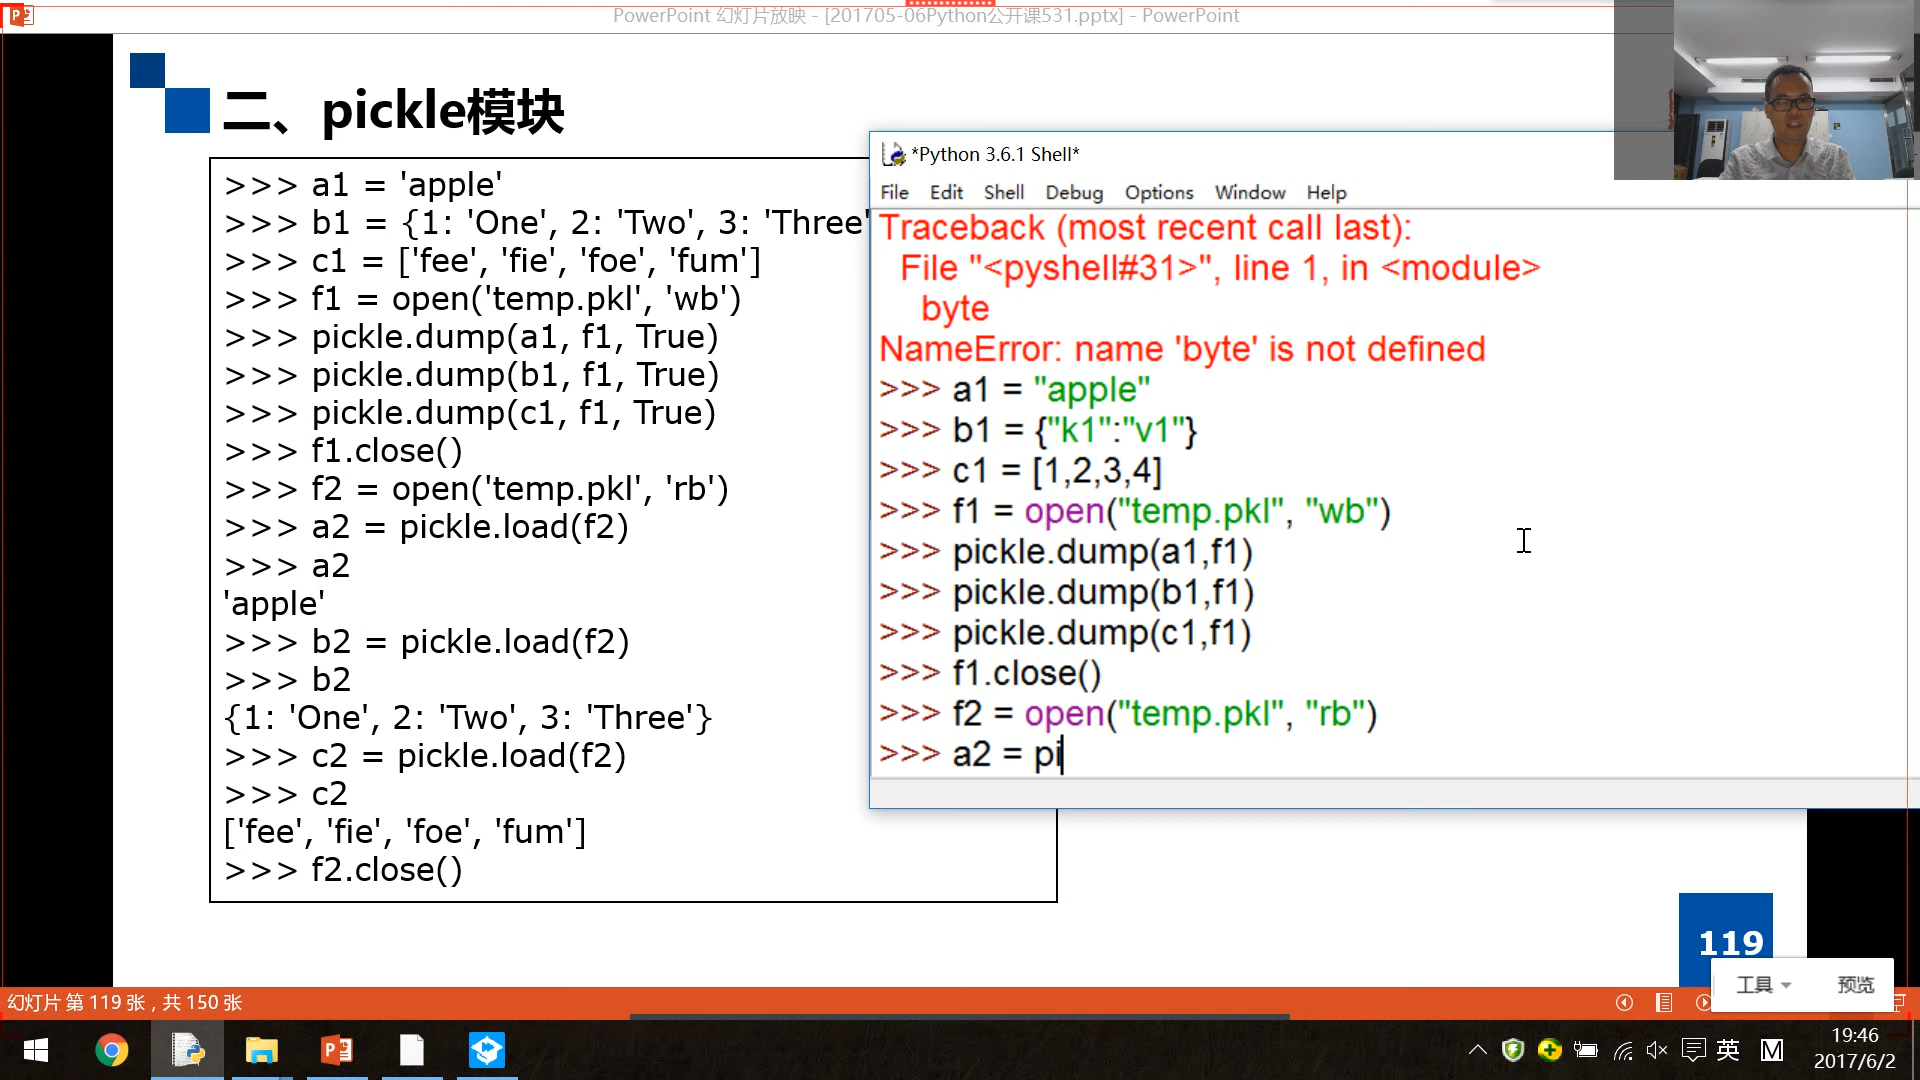 PowerPoint 幻灯片放映 - [201705-06Python公开课531.pptx] - PowerPoint
二、pickle模块
>>> a1 = 'apple'
>>> b1 = {1: 'One', 2: 'Two', 3: 'Three'
>>> c1 = ['fee', 'fie', 'foe', 'fum']
>>> f1 = open('temp.pkl', 'wb')
>>> pickle.dump(a1, f1, True)
>>> pickle.dump(b1, f1, True)
>>> pickle.dump(c1, f1, True)
>>> f1.close()
>>> f2 = open('temp.pkl', 'rb')
>>> a2 = pickle.load(f2)
>>> a2
'apple'
>>> b2 = pickle.load(f2)
>>> b2
{1: 'One', 2: 'Two', 3: 'Three'}
>>> c2 = pickle.load(f2)
>>> c2
['fee', 'fie', 'foe', 'fum']
>>> f2.close()
*Python 3.6.1 Shell*
File Edit Shell Debug Options Window Help
Traceback (most recent call last):
File "<pyshell#31>", line 1, in <module>
byte
NameError: name 'byte' is not defined
>>> a1 = "apple"
>>> b1 = {"k1":"v1"}
>>> c1 = [1,2,3,4]
>>> f1 = open("temp.pkl", "wb")
>>> pickle.dump(a1,f1)
>>> pickle.dump(b1,f1)
>>> pickle.dump(c1,f1)
>>> f1.close()
>>> f2 = open("temp.pkl", "rb")
>>> a2 = pi
119
工具 预览
幻灯片 第 119 张 , 共 150 张
英 M
19:46
2017/6/2